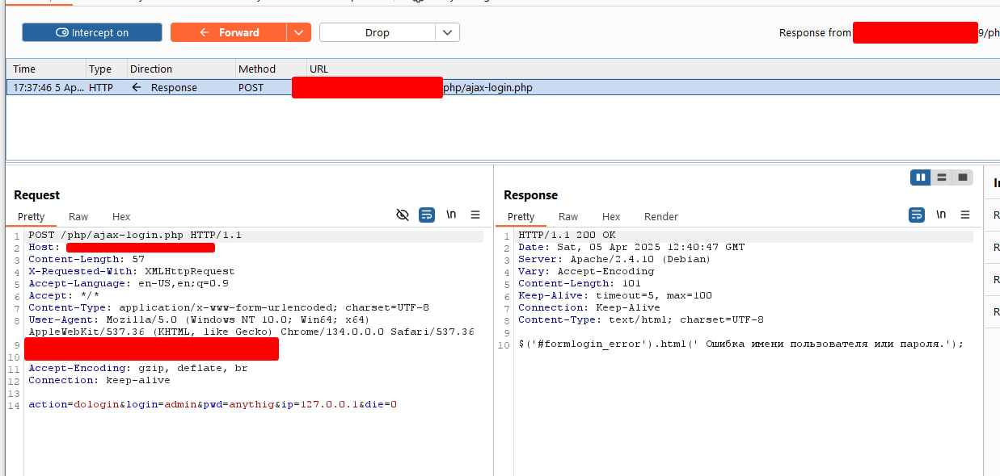 Intercept on
Forward
Drop
Response from
9/ph
Time Type Direction Method URL
17:37:46 5 Ap... HTTP Response POST php/ajax-login.php
Request
Pretty Raw Hex \n
1 POST /php/ajax-login.php HTTP/1.1
2 Host:
3 Content-Length: 57
4 X-Requested-With: XMLHttpRequest
5 Accept-Language: en-US,en;q=0.9
6 Accept: */*
7 Content-Type: application/x-www-form-urlencoded; charset=UTF-8
8 User-Agent: Mozilla/5.0 (Windows NT 10.0; Win64; x64)
AppleWebKit/537.36 (KHTML, like Gecko) Chrome/134.0.0.0 Safari/537.36
9
10
11 Accept-Encoding: gzip, deflate, br
12 Connection: keep-alive
13
14 action=dologin&login=admin&pwd=anythig&ip=127.0.0.1&die=0
Response
Pretty Raw Hex Render \n
1 HTTP/1.1 200 OK
2 Date: Sat, 05 Apr 2025 12:40:47 GMT
3 Server: Apache/2.4.10 (Debian)
4 Vary: Accept-Encoding
5 Content-Length: 101
6 Keep-Alive: timeout=5, max=100
7 Connection: Keep-Alive
8 Content-Type: text/html; charset=UTF-8
9
10 $('#formlogin_error').html(' Ошибка имени пользователя или пароля.');